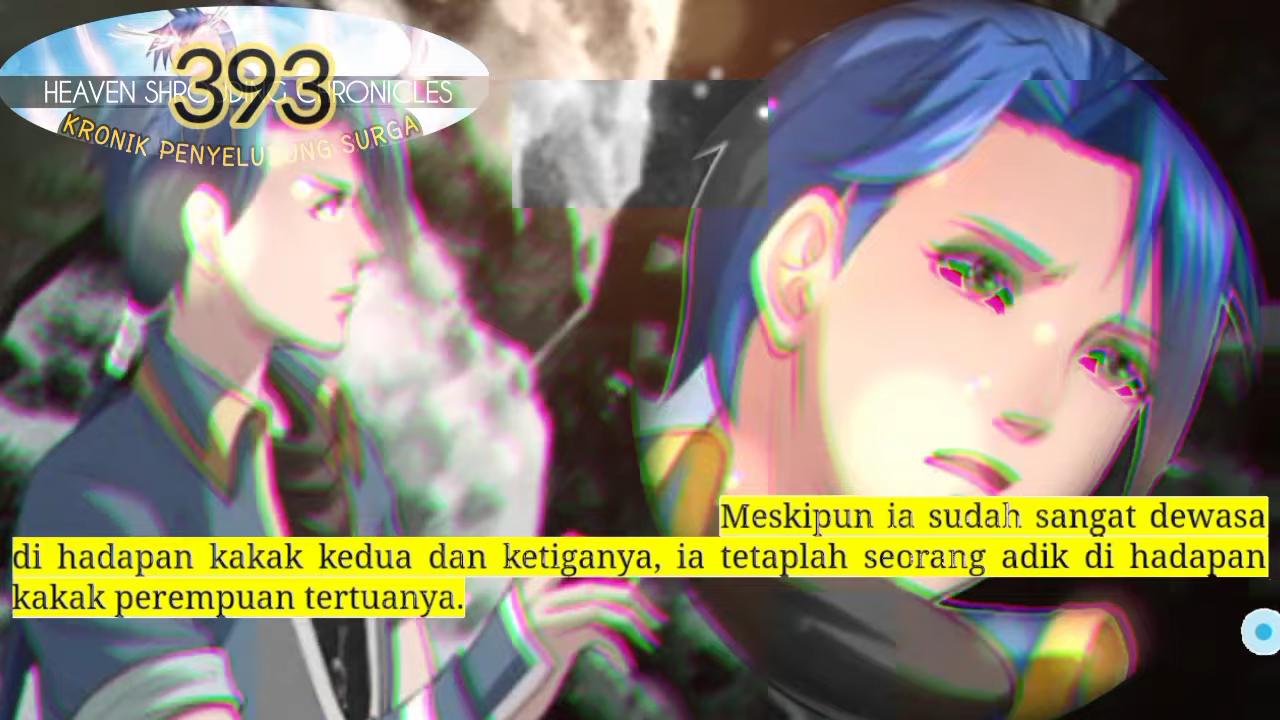 393
HEAVEN SHROUDING CHRONICLES
KRONIK PENYELUBUNG SURGA
Meskipun ia sudah sangat dewasa
di hadapan kakak kedua dan ketiganya, ia tetaplah seorang adik di hadapan
kakak perempuan tertuanya.